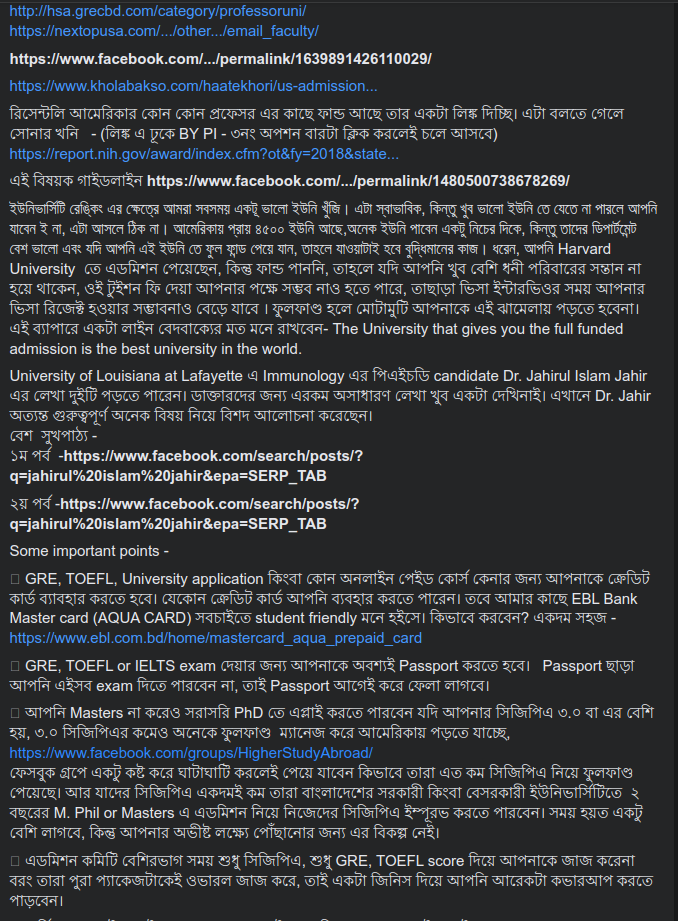 http://hsa.grecbd.com/category/professoruni/
https://nextopusa.com/.../other.../email_faculty/
https://www.facebook.com/.../permalink/1639891426110029/
https://www.kholabakso.com/haatekhori/us-admission...
রিসেন্টলি আমেরিকার কোন কোন প্রফেসর এর কাছে ফান্ড আছে তার একটা লিঙ্ক দিচ্ছি। এটা বলতে গেলে
সোনার খনি - (লিঙ্ক এ ঢুকে BY PI - ৩নং অপশন বারটা ক্লিক করলেই চলে আসবে)
https://report.nih.gov/award/index.cfm?ot&fy=2018&state...
এই বিষয়ক গাইডলাইন https://www.facebook.com/.../permalink/1480500738678269/
ইউনিভার্সিটি রেঙ্কিং এর ক্ষেত্রে আমরা সবসময় একটু ভালো ইউনি খুঁজি। এটা স্বাভাবিক, কিন্তু খুব ভালো ইউনি তে যেতে না পারলে আপনি
যাবেন ই না, এটা আসলে ঠিক না। আমেরিকায় প্রায় ৪৫০০ ইউনি আছে,অনেক ইউনি পাবেন একটু নিচের দিকে, কিন্তু তাদের ডিপার্টমেন্ট
বেশ ভালো এবং যদি আপনি এই ইউনি তে ফুল ফান্ড পেয়ে যান, তাহলে যাওয়াটাই হবে বুদ্ধিমানের কাজ। ধরেন, আপনি Harvard
University তে এডমিশন পেয়েছেন, কিন্তু ফান্ড পাননি, তাহলে যদি আপনি খুব বেশি ধনী পরিবারের সন্তান না
হয়ে থাকেন, ওই টুইশন ফি দেয়া আপনার পক্ষে সম্ভব নাও হতে পারে, তাছাড়া ভিসা ইন্টারভিওর সময় আপনার
ভিসা রিজেক্ট হওয়ার সম্ভাবনাও বেড়ে যাবে । ফুলফাণ্ড হলে মোটামুটি আপনাকে এই ঝামেলায় পড়তে হবেনা।
এই ব্যাপারে একটা লাইন বেদবাক্যের মত মনে রাখবেন- The University that gives you the full funded
admission is the best university in the world.
University of Louisiana at Lafayette এ Immunology এর পিএইচডি candidate Dr. Jahirul Islam Jahir
এর লেখা দুইটি পড়তে পারেন। ডাক্তারদের জন্য এরকম অসাধারণ লেখা খুব একটা দেখিনাই। এখানে Dr. Jahir
অত্যন্ত গুরুত্বপূর্ণ অনেক বিষয় নিয়ে বিশদ আলোচনা করেছেন।
বেশ সুখপাঠ্য -
১ম পর্ব -https://www.facebook.com/search/posts/?
q=jahirul%20islam%20jahir&epa=SERP_TAB
২য় পর্ব -https://www.facebook.com/search/posts/?
q=jahirul%20islam%20jahir&epa=SERP_TAB
Some important points -
GRE, TOEFL, University application কিংবা কোন অনলাইন পেইড কোর্স কেনার জন্য আপনাকে ক্রেডিট
কার্ড ব্যাবহার করতে হবে। যেকোন ক্রেডিট কার্ড আপনি ব্যবহার করতে পারেন। তবে আমার কাছে EBL Bank
Master card (AQUA CARD) সবচাইতে student friendly মনে হইসে। কিভাবে করবেন? একদম সহজ -
https://www.ebl.com.bd/home/mastercard_aqua_prepaid_card
GRE, TOEFL or IELTS exam দেয়ার জন্য আপনাকে অবশ্যই Passport করতে হবে। Passport ছাড়া
আপনি এইসব exam দিতে পারবেন না, তাই Passport আগেই করে ফেলা লাগবে।
আপনি Masters না করেও সরাসরি PhD তে এপ্লাই করতে পারবেন যদি আপনার সিজিপিএ ৩.০ বা এর বেশি
হয়, ৩.০ সিজিপিএর কমেও অনেকে ফুলফাণ্ড ম্যানেজ করে আমেরিকায় পড়তে যাচ্ছে,
https://www.facebook.com/groups/HigherStudyAbroad/
ফেসবুক গ্রুপে একটু কষ্ট করে ঘাটাঘাটি করলেই পেয়ে যাবেন কিভাবে তারা এত কম সিজিপিএ নিয়ে ফুলফাণ্ড
পেয়েছে। আর যাদের সিজিপিএ একদমই কম তারা বাংলাদেশের সরকারী কিংবা বেসরকারী ইউনিভার্সিটিতে ২
বছরের M. Phil or Masters এ এডমিশন নিয়ে নিজেদের সিজিপিএ ইম্প্রুভ করতে পারবেন। সময় হয়ত একটু
বেশি লাগবে, কিন্তু আপনার অভীষ্ট লক্ষ্যে পৌঁছানোর জন্য এর বিকল্প নেই।
এডমিশন কমিটি বেশিরভাগ সময় শুধু সিজিপিএ, শুধু GRE, TOEFL score দিয়ে আপনাকে জাজ করেনা
বরং তারা পুরা প্যাকেজটাকেই ওভারল জাজ করে, তাই একটা জিনিস দিয়ে আপনি আরেকটা কভারআপ করতে
পাড়বেন।